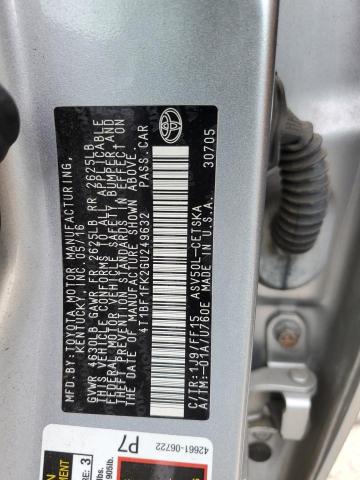 MFD. BY:TOYOTA MOTOR MANUFACTURING,
KENTUCKY, INC. 05/16
GVWR 4630LB GAWR FR 2625LB RR 2625LB
THIS VEHICLE CONFORMS TO ALL APPLICABLE
FEDERAL MOTOR VEHICLE SAFETY, BUMPER, AND
THEFT PREVENTION STANDARDS IN EFFECT ON
THE DATE OF MANUFACTURE SHOWN ABOVE.
4T1BF1FK2GU249632 PASS.CAR
C/TR:1J9/FF15 ASV50L-CETSKA
A/TM:-01A/U760E MADE IN U.S.A.
30705
42661-06722
P7
3
905lb.